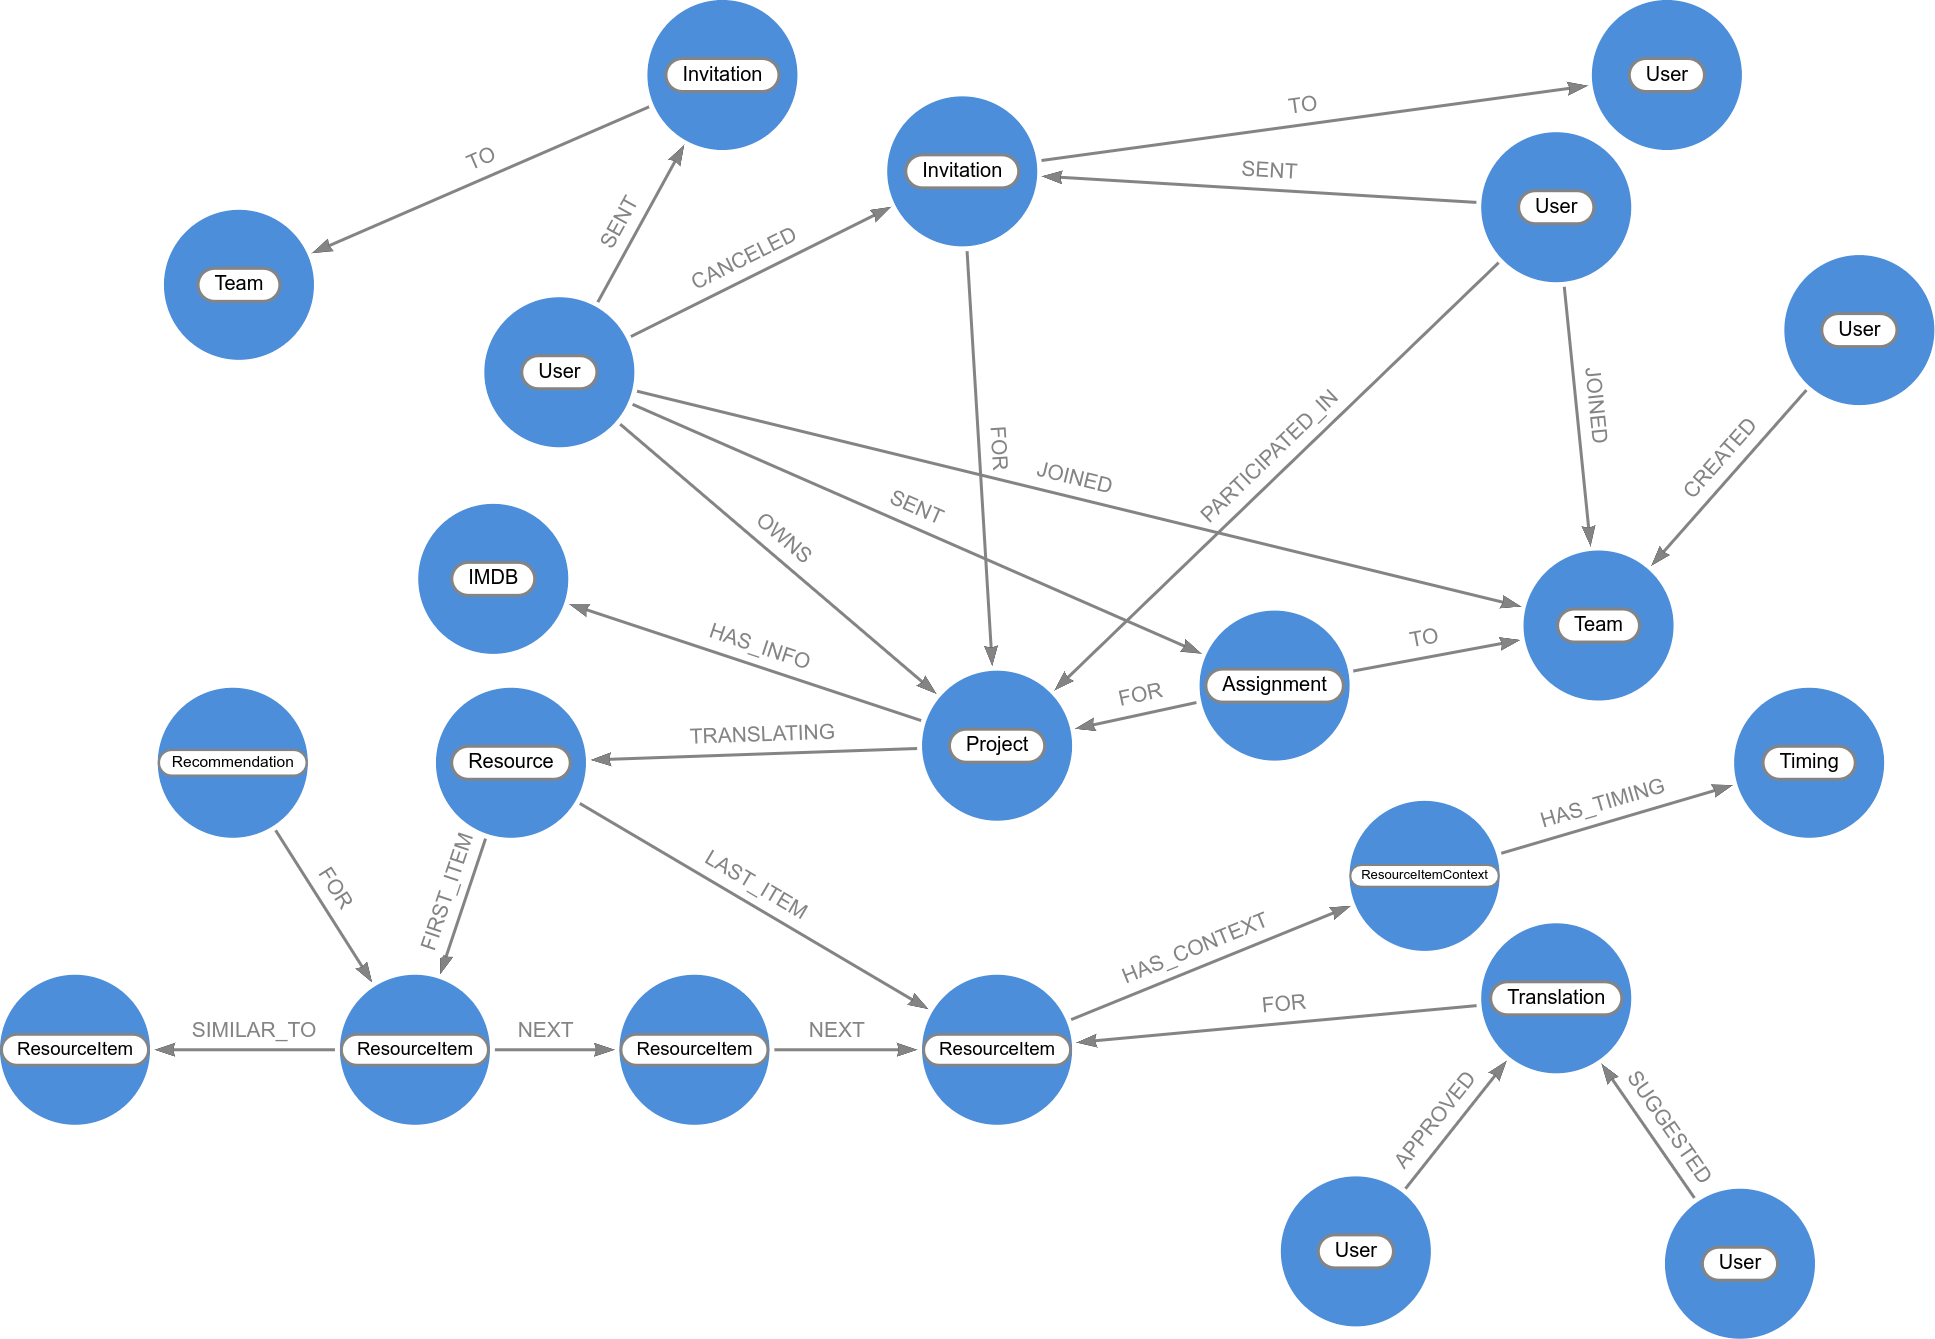 Invitation
User
TO
Invitation
TO
SENT
User
SENT
CANCELED
Team
User
User
JOINED
CREATED
PARTICIPATED_IN
FOR
JOINED
SENT
OWNS
IMDB
HAS_INFO
TO
Team
Assignment
FOR
Project
TRANSLATING
Resource
Recommendation
Timing
HAS_TIMING
ResourceItemContext
FOR
FIRST_ITEM
LAST_ITEM
HAS_CONTEXT
Translation
FOR
ResourceItem
SIMILAR_TO
ResourceItem
NEXT
ResourceItem
NEXT
ResourceItem
APPROVED
SUGGESTED
User
User